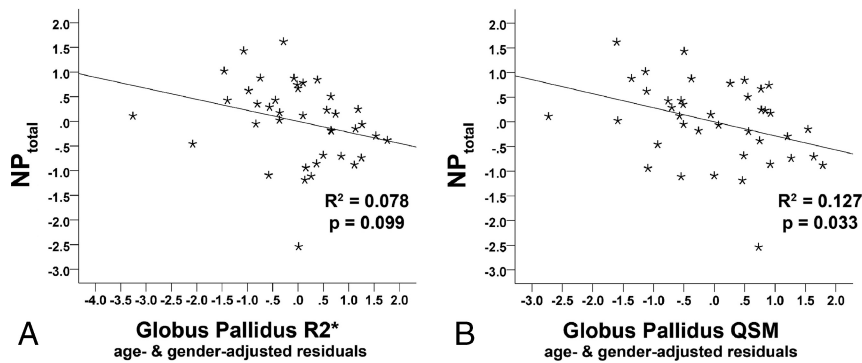 2.0
1.5
1.0
.5
.0
-.5
-1.0
-1.5
-2.0
-2.5
-3.0
NPtotal
R² = 0.078
p = 0.099
-4.0 -3.5 -3.0 -2.5 -2.0 -1.5 -1.0 -.5 .0 .5 1.0 1.5 2.0
A
Globus Pallidus R2*
age- & gender-adjusted residuals
2.0
1.5
1.0
.5
.0
-.5
-1.0
-1.5
-2.0
-2.5
-3.0
NPtotal
R² = 0.127
p = 0.033
-3.0 -2.5 -2.0 -1.5 -1.0 -.5 .0 .5 1.0 1.5 2.0
B
Globus Pallidus QSM
age- & gender-adjusted residuals